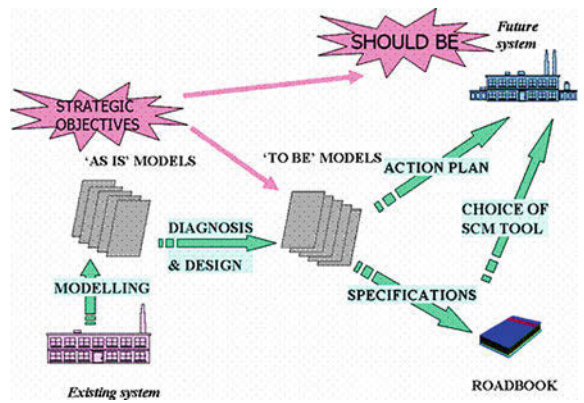 SHOULD BE
Future
system
STRATEGIC
OBJECTIVES
'AS IS' MODELS
'TO BE' MODELS
ACTION PLAN
CHOICE OF
SCM TOOL
DIAGNOSIS
& DESIGN
MODELLING
SPECIFICATIONS
Existing system
ROADBOOK